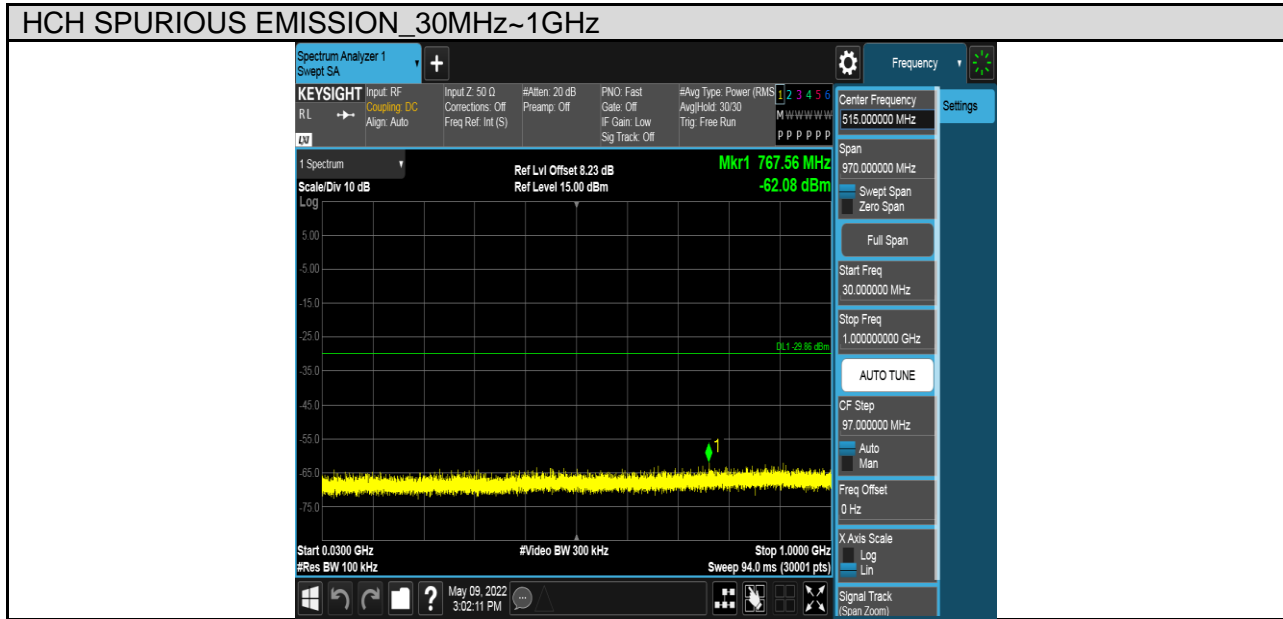 HCH SPURIOUS EMISSION_30MHz~1GHz
Spectrum Analyzer 1
Swept SA
Frequency
KEYSIGHT
RL
LXI
Input: RF
Coupling: DC
Align: Auto
Input Z: 50 Ω
Corrections: Off
Freq Ref: Int (S)
#Atten: 20 dB
Preamp: Off
PNO: Fast
Gate: Off
IF Gain: Low
Sig Track: Off
#Avg Type: Power (RMS
Avg|Hold: 30/30
Trig: Free Run
1 2 3 4 5 6
M W W W W W
P P P P P P
1 Spectrum
Scale/Div 10 dB
Ref Lvl Offset 8.23 dB
Ref Level 15.00 dBm
Mkr1 767.56 MHz
-62.08 dBm
Log
5.00
-5.00
-15.0
-25.0
DL1 -29.86 dBm
-35.0
-45.0
-55.0
1
-65.0
-75.0
Start 0.0300 GHz
#Res BW 100 kHz
#Video BW 300 kHz
Stop 1.0000 GHz
Sweep 94.0 ms (30001 pts)
May 09, 2022
3:02:11 PM
Center Frequency
515.000000 MHz
Settings
Span
970.000000 MHz
Swept Span
Zero Span
Full Span
Start Freq
30.000000 MHz
Stop Freq
1.000000000 GHz
AUTO TUNE
CF Step
97.000000 MHz
Auto
Man
Freq Offset
0 Hz
X Axis Scale
Log
Lin
Signal Track
(Span Zoom)